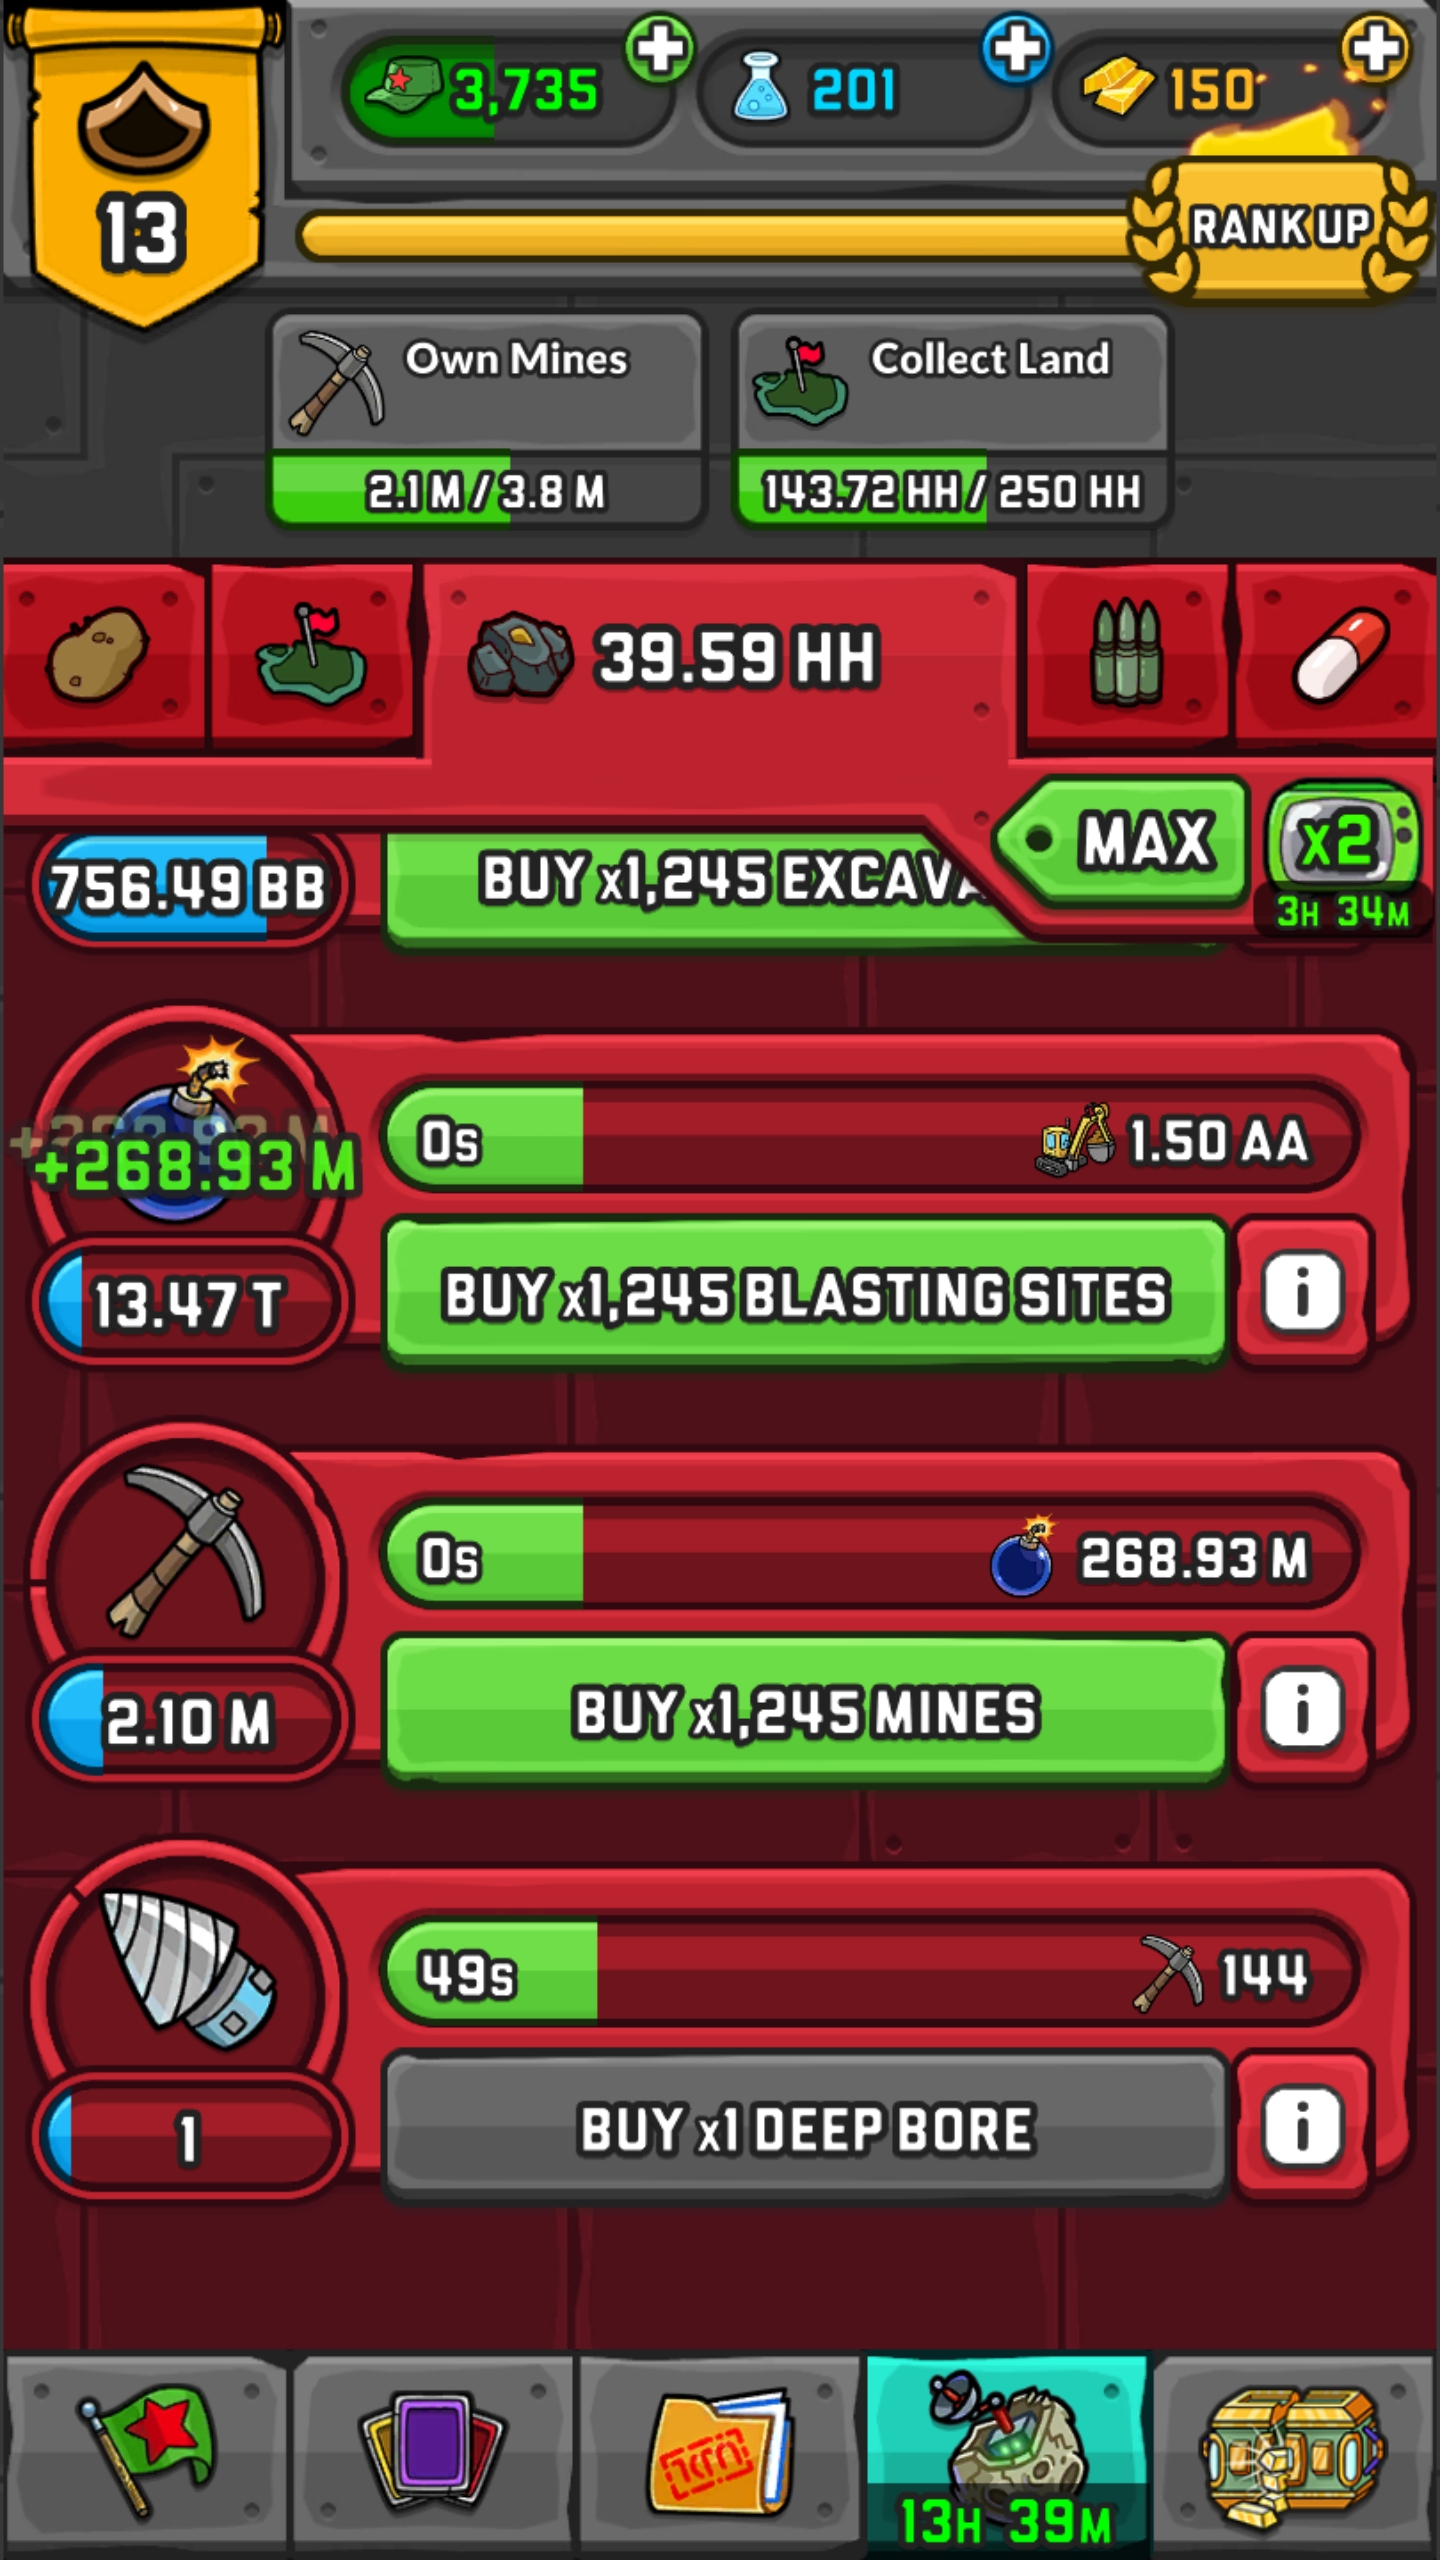 3,735
201
150
13
RANK UP
Own Mines
Collect Land
2.1 M / 3.8 M
143.72 HH / 250 HH
39.59 HH
MAX
x2
3H 34M
756.49 BB
BUY x1,245 EXCAVA
+268.93 M
0s
1.50 AA
13.47 T
BUY x1,245 BLASTING SITES
i
0s
268.93 M
2.10 M
BUY x1,245 MINES
i
49s
144
1
BUY x1 DEEP BORE
i
13H 39M